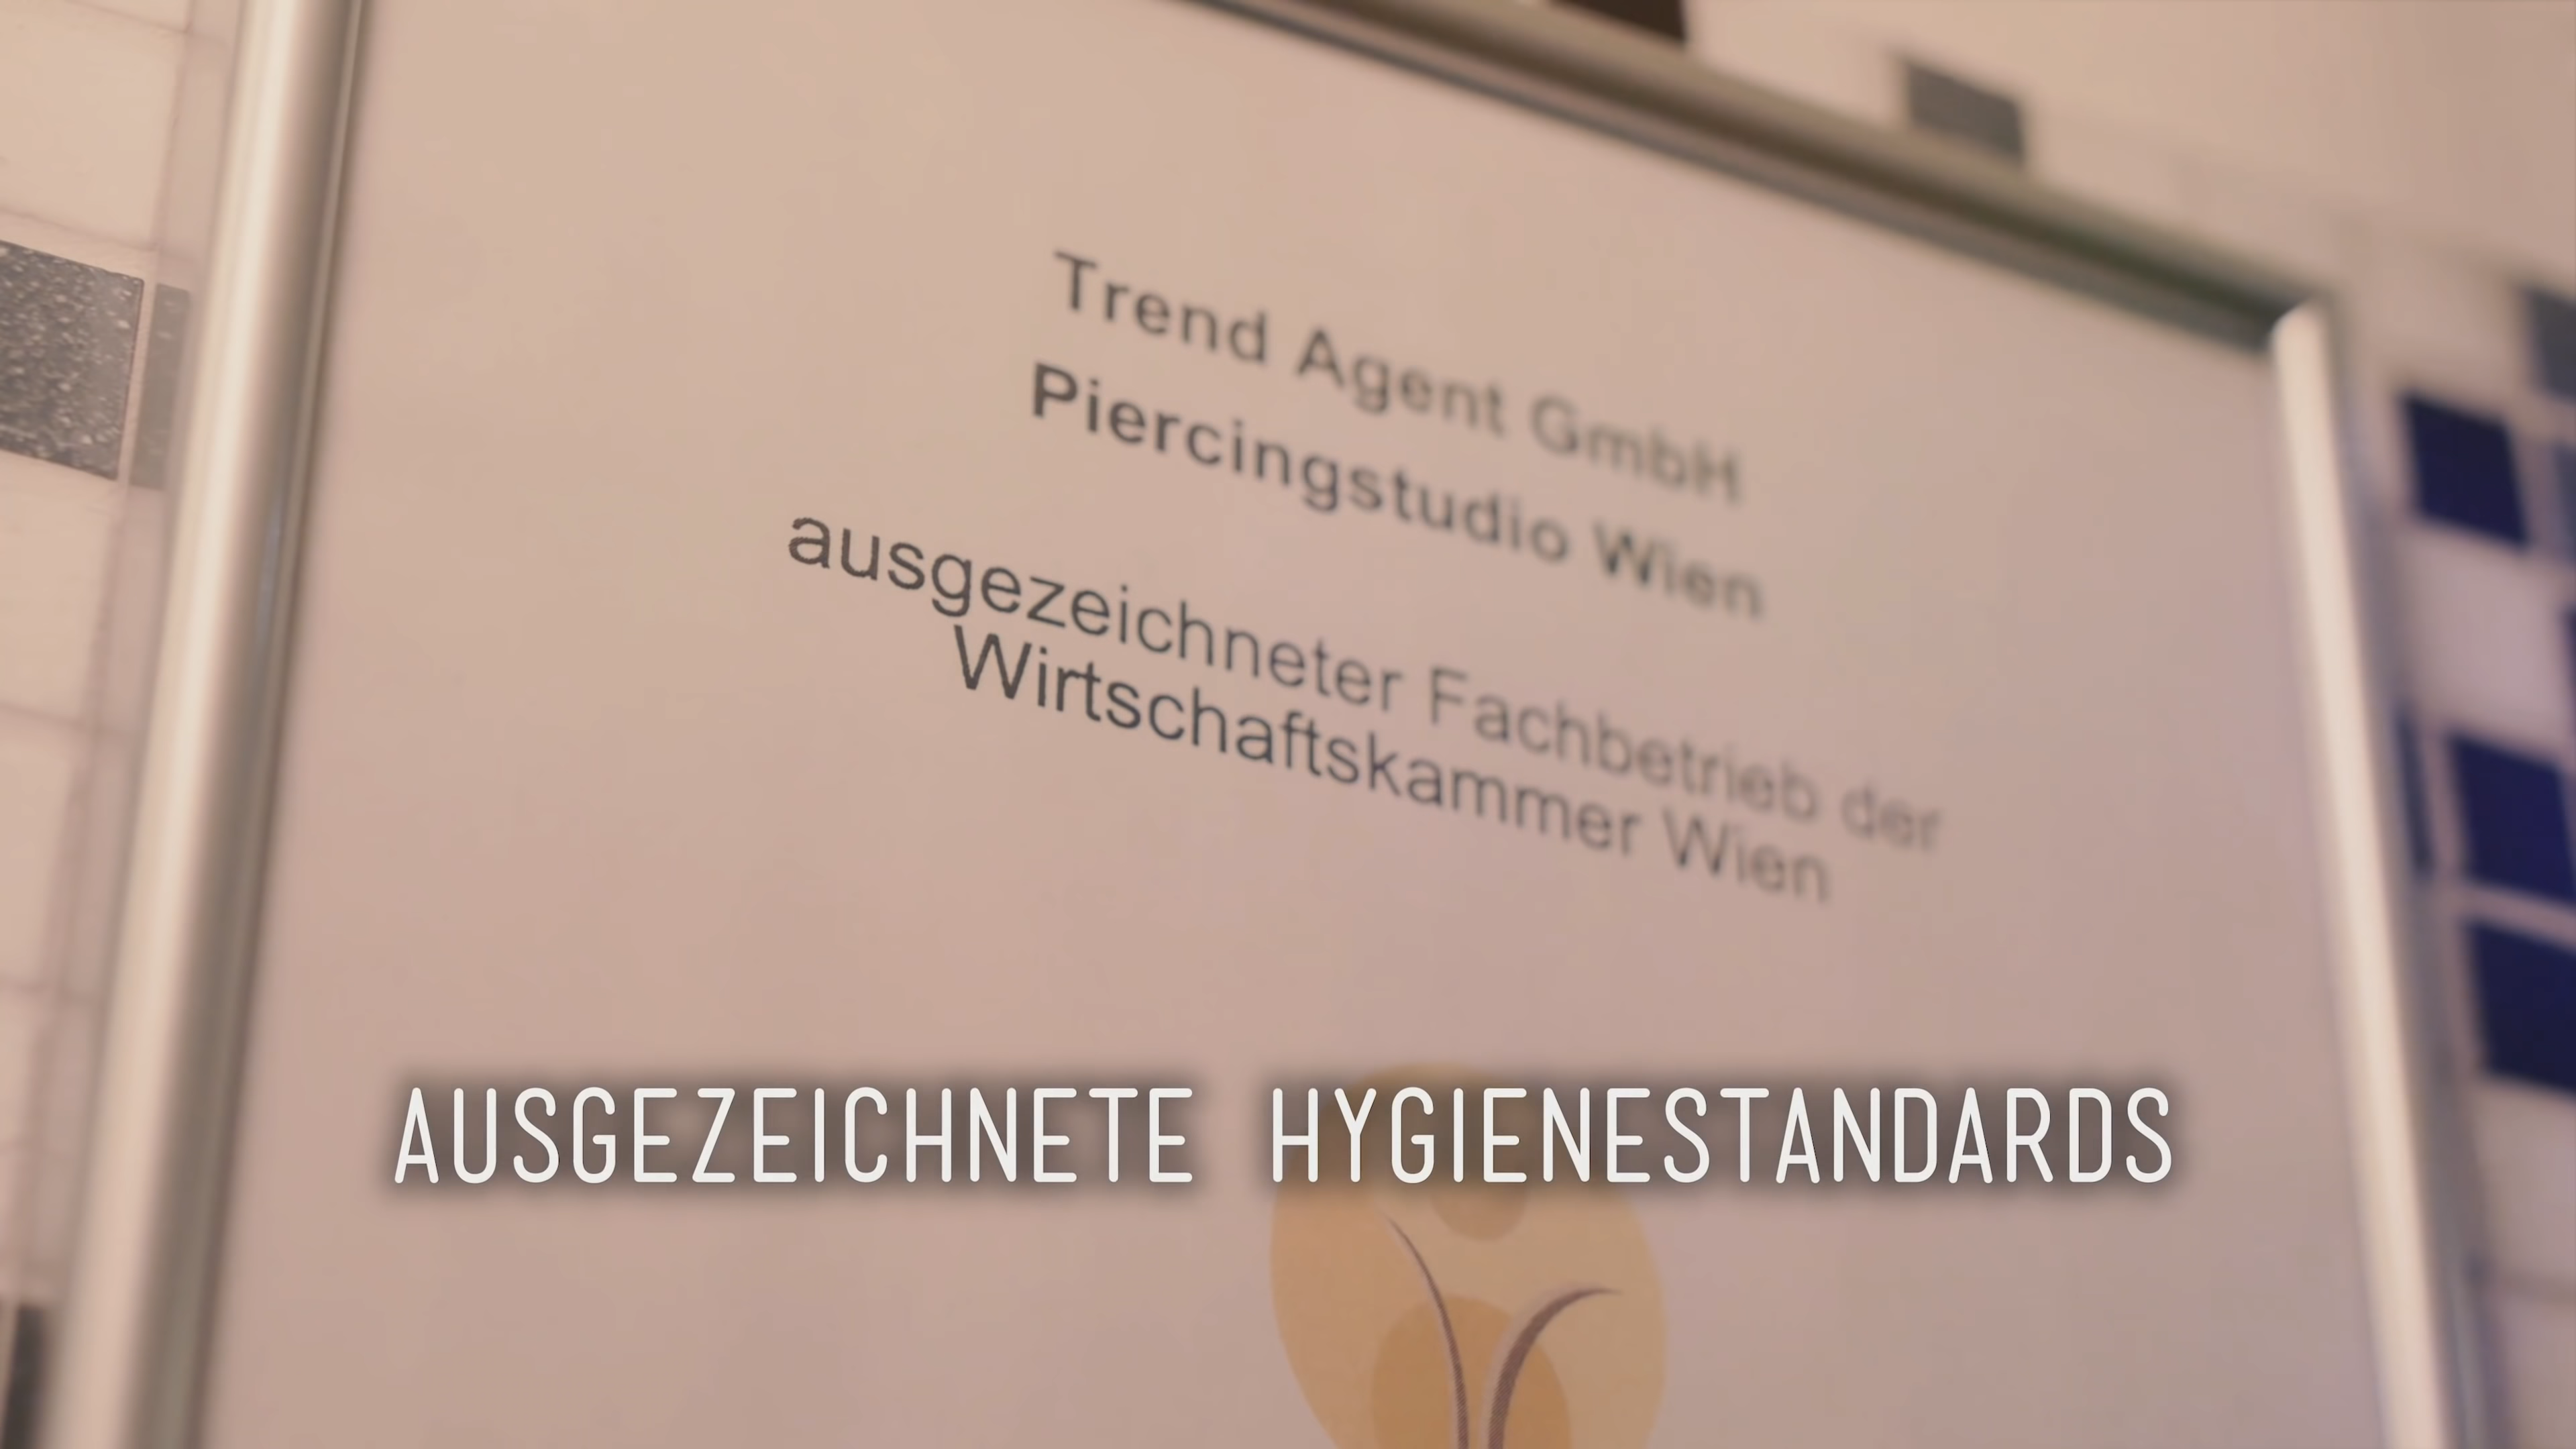 Trend Agent GmbH
Piercingstudio Wien
ausgezeichneter Fachbetrieb der
Wirtschaftskammer Wien
AUSGEZEICHNETE HYGIENESTANDARDS